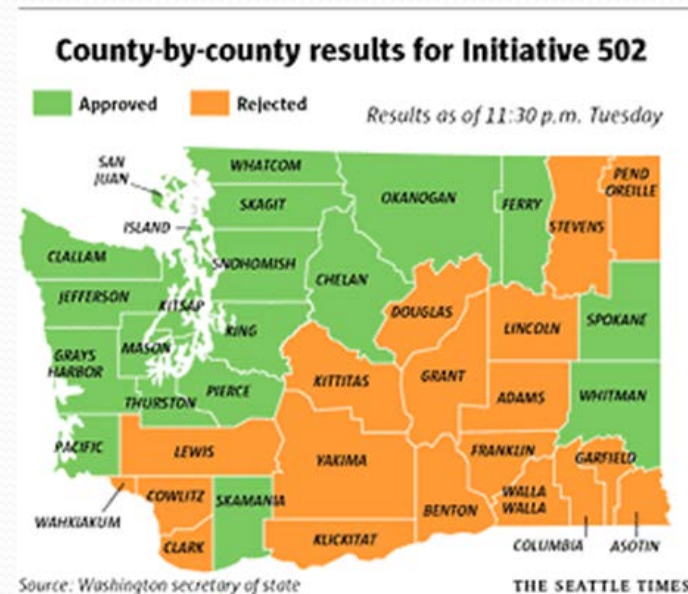 County-by-county results for Initiative 502
Approved
Rejected
Results as of 11:30 p.m. Tuesday
SAN
JUAN
WHATCOM
OKANOGAN
FERRY
STEVENS
PEND
OREILLE
SKAGIT
ISLAND
CLALLAM
SNOHOMISH
CHELAN
JEFFERSON
KITSAP
DOUGLAS
LINCOLN
SPOKANE
KING
MASON
GRAYS
HARBOR
KITTITAS
GRANT
ADAMS
WHITMAN
THURSTON
PIERCE
PACIFIC
LEWIS
YAKIMA
FRANKLIN
GARFIELD
COWLITZ
SKAMANIA
WALLA
WALLA
BENTON
WAHKIAKUM
CLARK
KLICKITAT
COLUMBIA
ASOTIN
Source: Washington secretary of state
THE SEATTLE TIMES